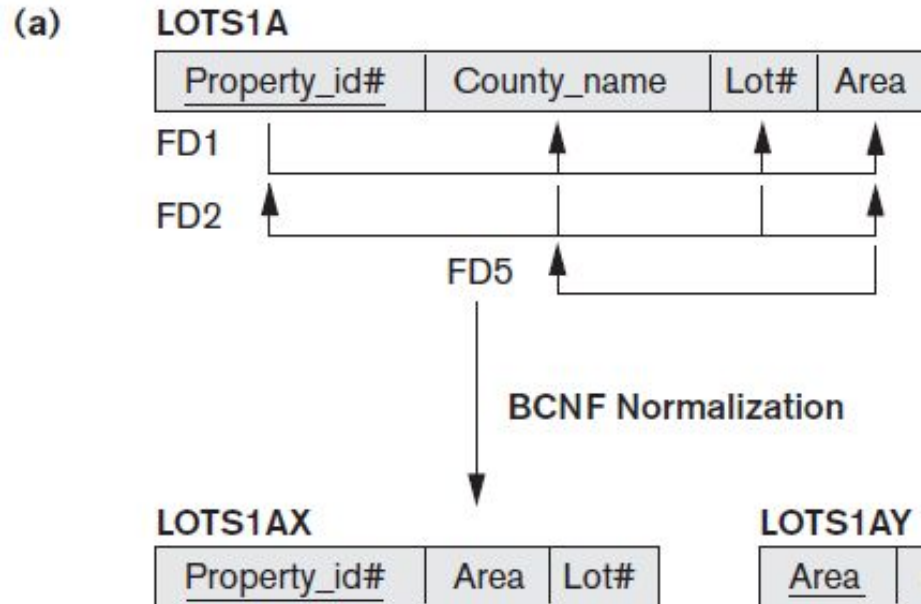 (a) LOTS1A
Property_id# County_name Lot# Area
FD1
FD2
FD5
BCNF Normalization
LOTS1AX LOTS1AY
Property_id# Area Lot# Area